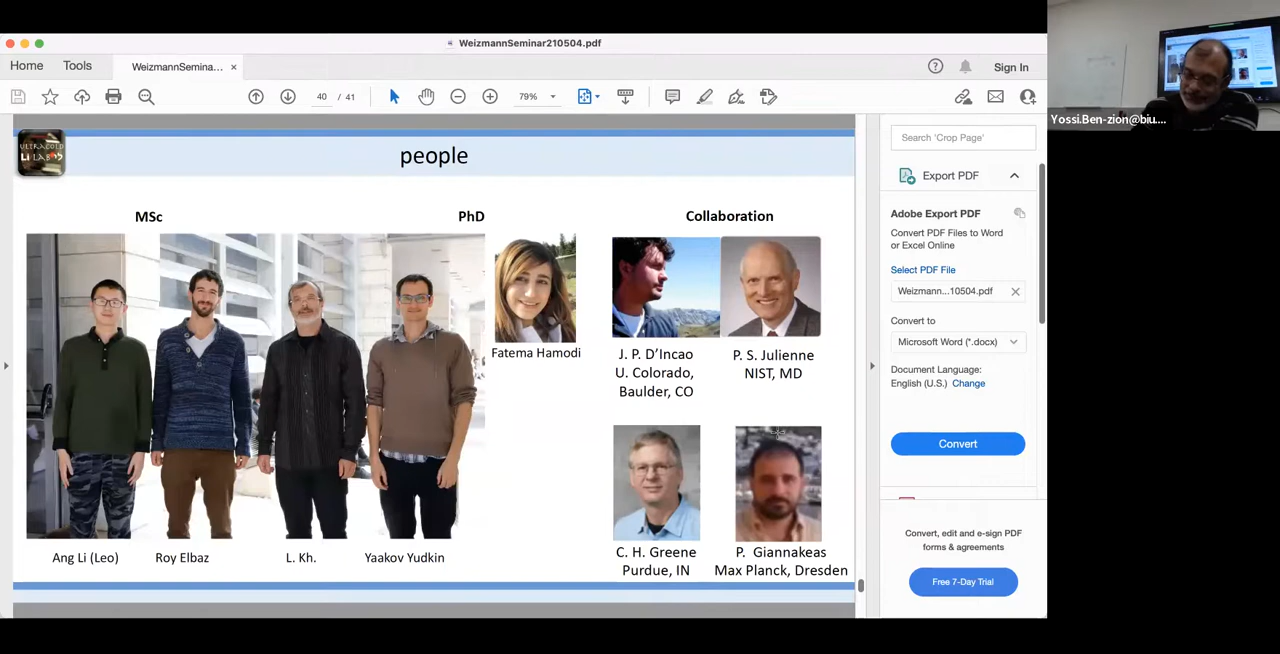 WeizmannSeminar210504.pdf
Home
Tools
WeizmannSemina...
Sign In
40 / 41
79%
ULTRACOLD
Li LAB
people
MSc
PhD
Collaboration
Fatema Hamodi
J. P. D'Incao
U. Colorado,
Baulder, CO
P. S. Julienne
NIST, MD
Ang Li (Leo)
Roy Elbaz
L. Kh.
Yaakov Yudkin
C. H. Greene
Purdue, IN
P. Giannakeas
Max Planck, Dresden
Search 'Crop Page'
Export PDF
Adobe Export PDF
Convert PDF Files to Word
or Excel Online
Select PDF File
Weizmann...10504.pdf
Convert to
Microsoft Word (*.docx)
Document Language:
English (U.S.) Change
Convert
Convert, edit and e-sign PDF
forms & agreements
Free 7-Day Trial
Yossi.Ben-zion@biu....